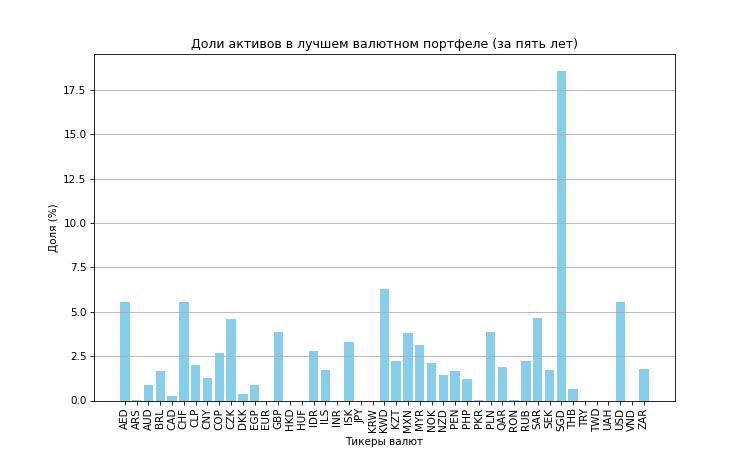 Доли активов в лучшем валютном портфеле (за пять лет)
Доля (%)
17.5
15.0
12.5
10.0
7.5
5.0
2.5
0.0
AED ARS AUD BRL CAD CHF CLP CNY COP CZK DKK EGP EUR GBP HKD HUF IDR ILS INR ISK JPY KRW KWD KZT MXN MYR NOK NZD PEN PHP PKR PLN QAR RON RUB SAR SEK SGD THB TRY TWD UAH USD VND ZAR
Тикеры валют